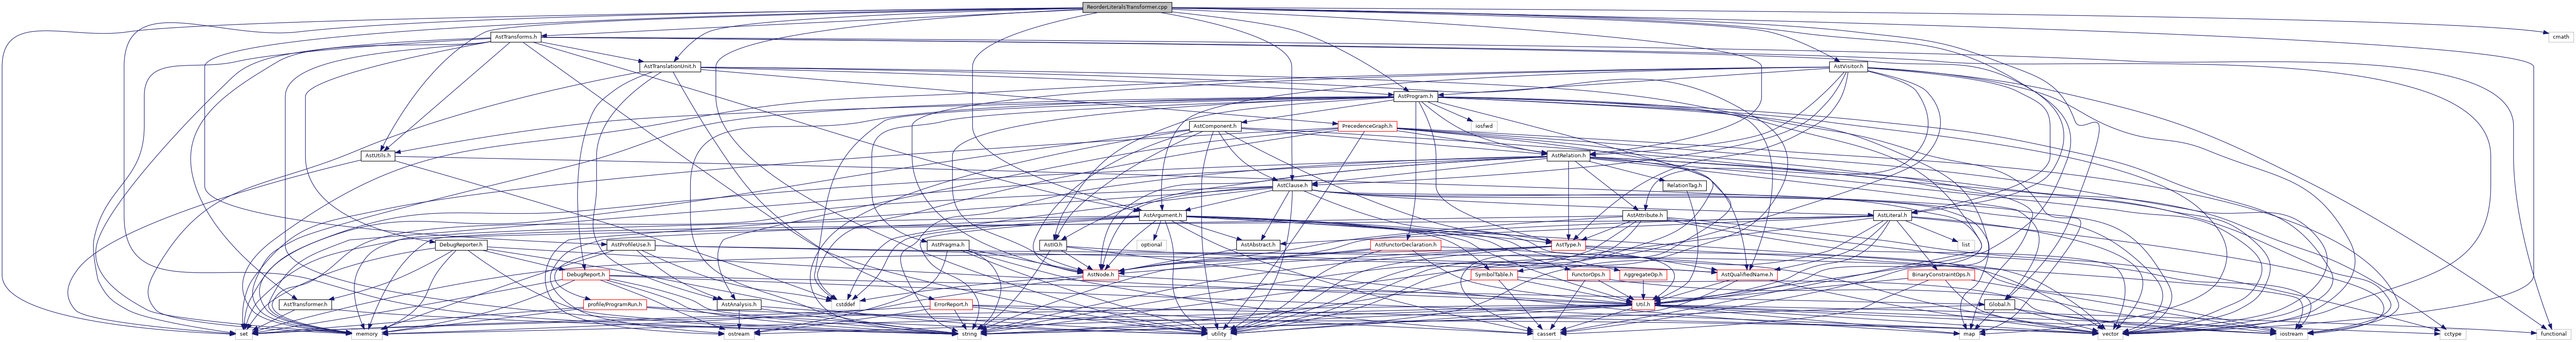 ReorderLiteralsTransformer.cpp
AstTransforms.h
cmath
AstTranslationUnit.h
AstVisitor.h
AstProgram.h
AstComponent.h
PrecedenceGraph.h
iosfwd
AstUtils.h
AstRelation.h
AstClause.h
RelationTag.h
AstArgument.h
AstAttribute.h
AstLiteral.h
DebugReporter.h
AstProfileUse.h
AstPragma.h
AstIO.h
optional
AstAbstract.h
AstFunctorDeclaration.h
AstType.h
list
DebugReport.h
AstNode.h
SymbolTable.h
FunctorOps.h
AggregateOp.h
AstQualifiedName.h
BinaryConstraintOps.h
AstTransformer.h
profile/ProgramRun.h
AstAnalysis.h
cstddef
ErrorReport.h
Util.h
Global.h
set
memory
ostream
string
utility
cassert
map
vector
iostream
cctype
functional